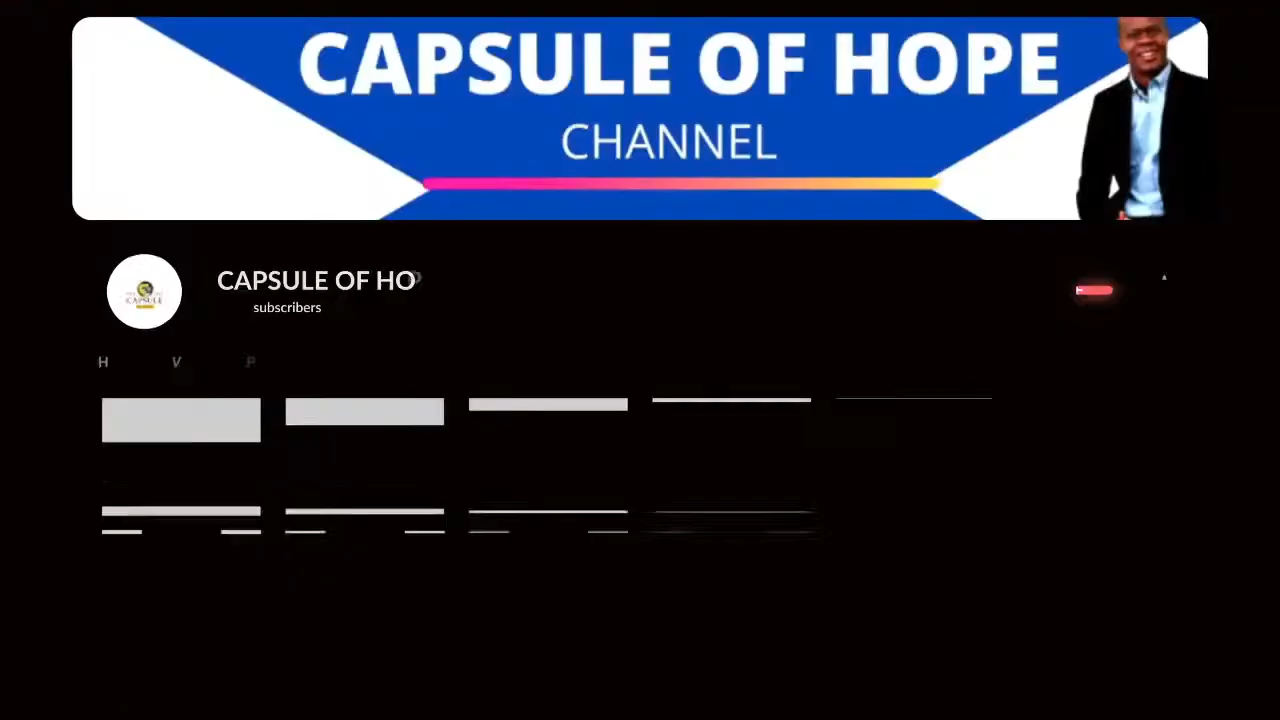 CAPSULE OF HOPE
CHANNEL
CAPSULE OF HO
subscribers
CAPSULE
H V P